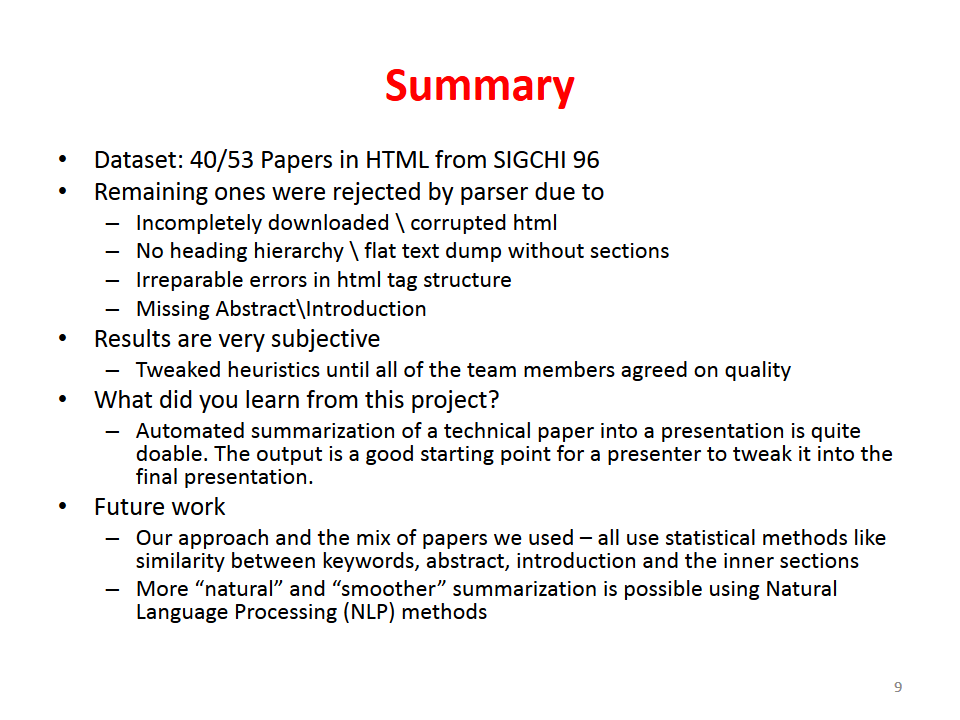 Summary
• Dataset: 40/53 Papers in HTML from SIGCHI 96
• Remaining ones were rejected by parser due to
– Incompletely downloaded \ corrupted html
– No heading hierarchy \ flat text dump without sections
– Irreparable errors in html tag structure
– Missing Abstract\Introduction
• Results are very subjective
– Tweaked heuristics until all of the team members agreed on quality
• What did you learn from this project?
– Automated summarization of a technical paper into a presentation is quite
doable. The output is a good starting point for a presenter to tweak it into the
final presentation.
• Future work
– Our approach and the mix of papers we used – all use statistical methods like
similarity between keywords, abstract, introduction and the inner sections
– More “natural” and “smoother” summarization is possible using Natural
Language Processing (NLP) methods
9